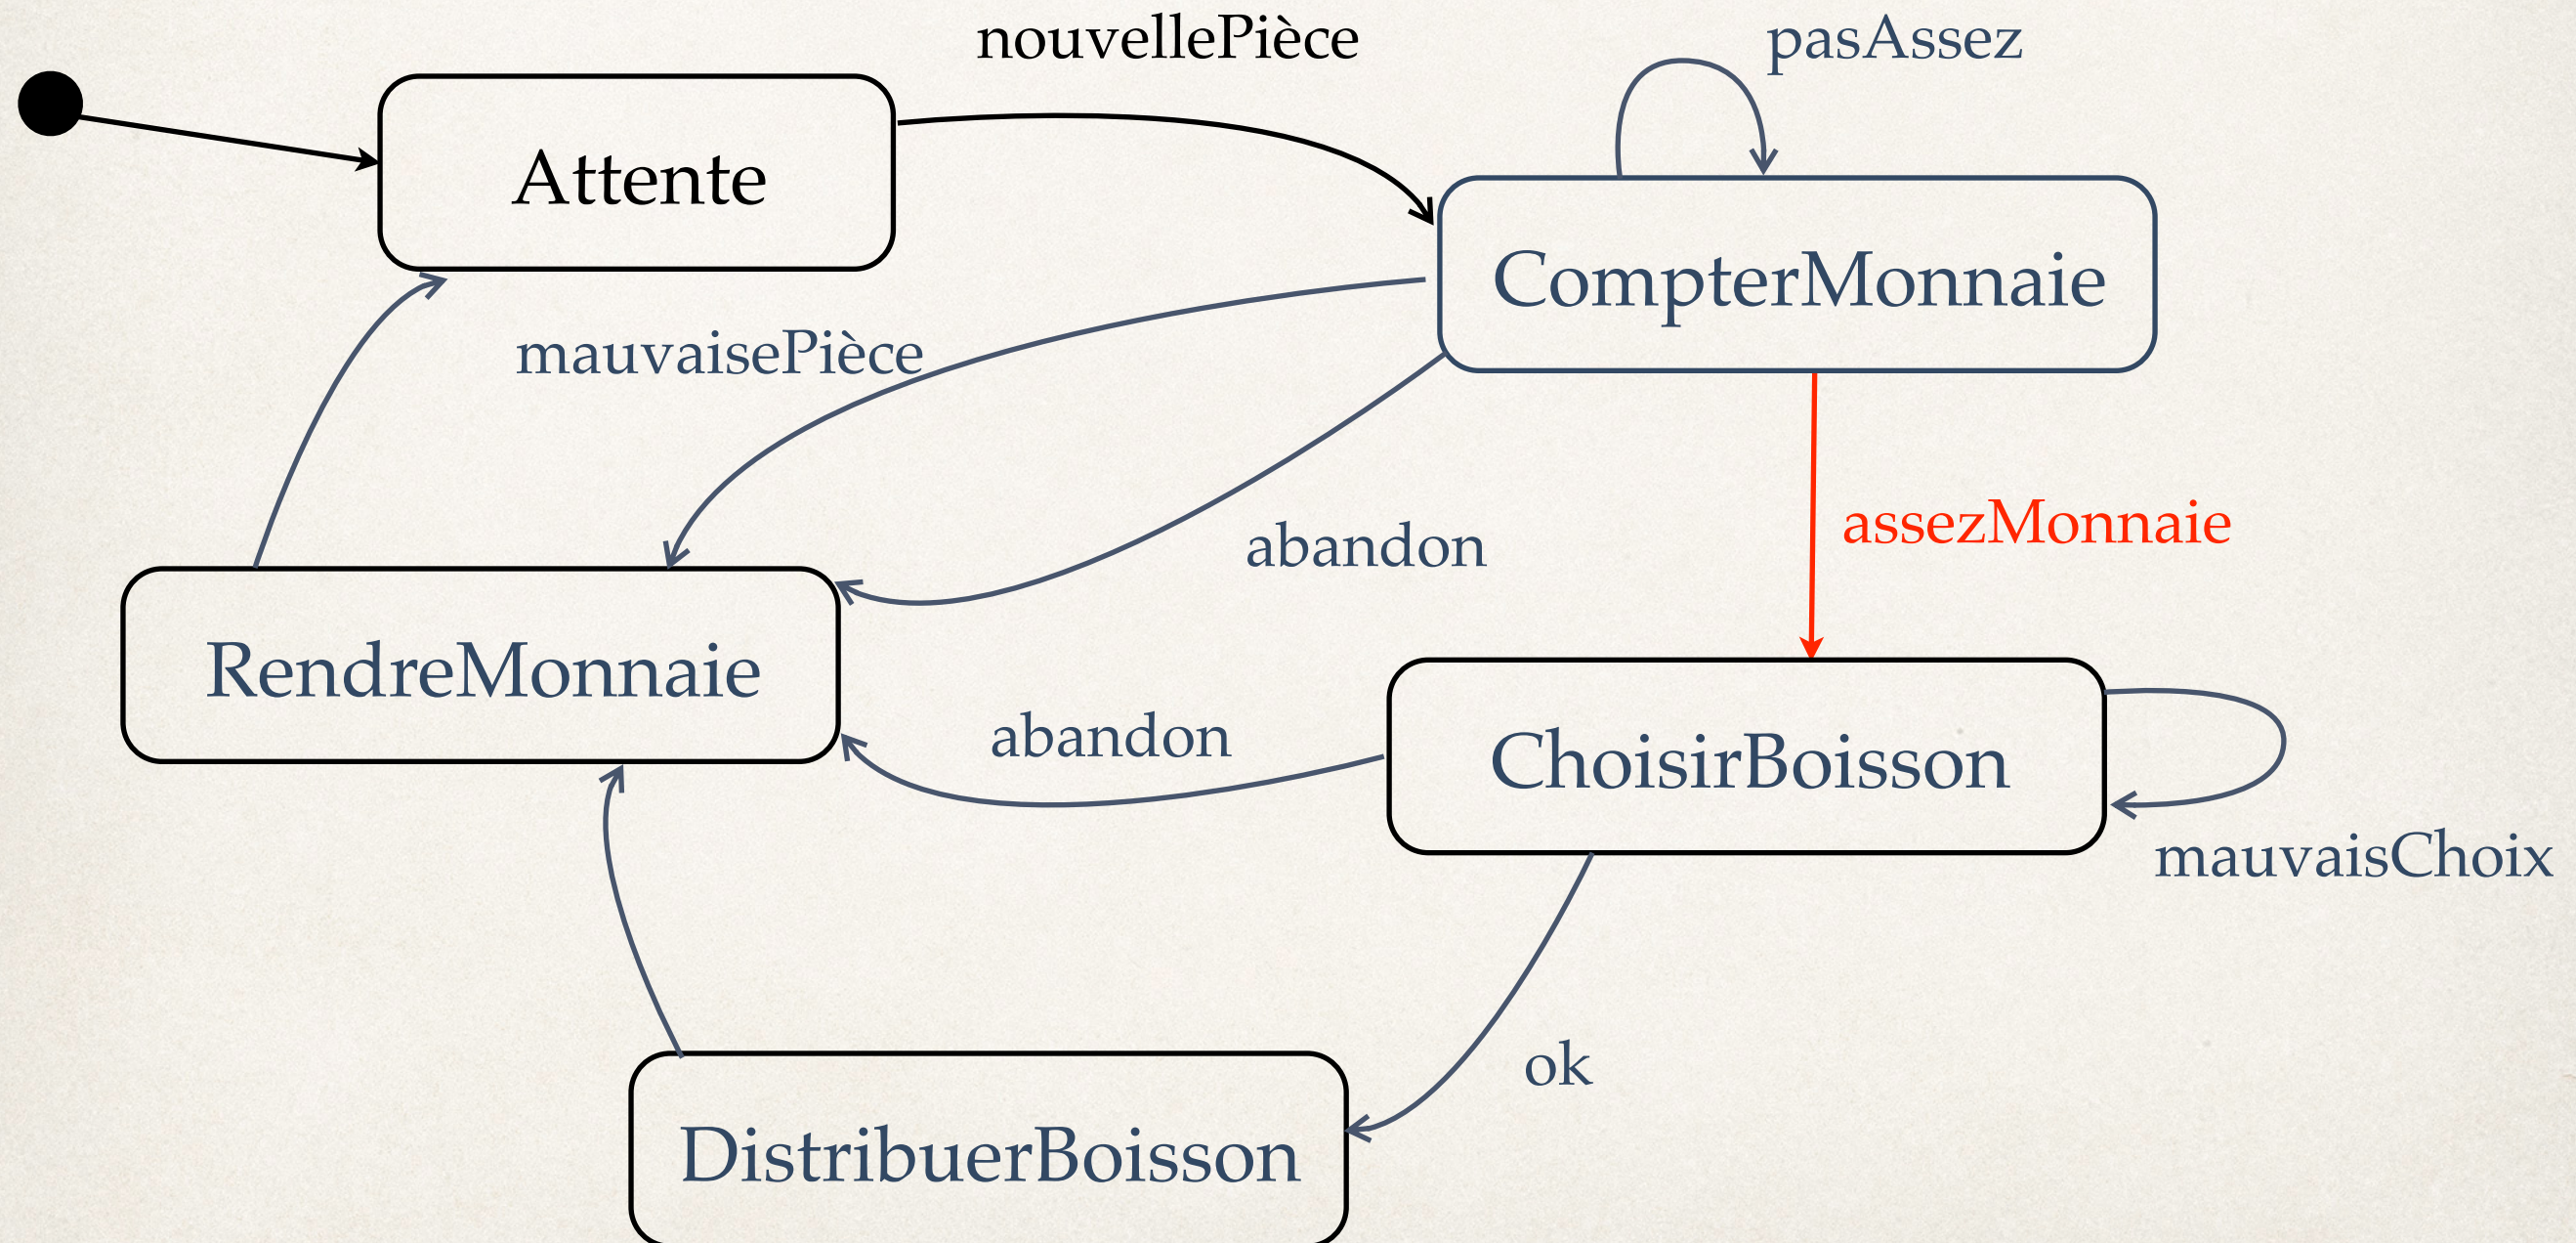 nouvellePièce
pasAssez
Attente
CompterMonnaie
mauvaisePièce
assezMonnaie
abandon
RendreMonnaie
abandon
ChoisirBoisson
mauvaisChoix
ok
DistribuerBoisson